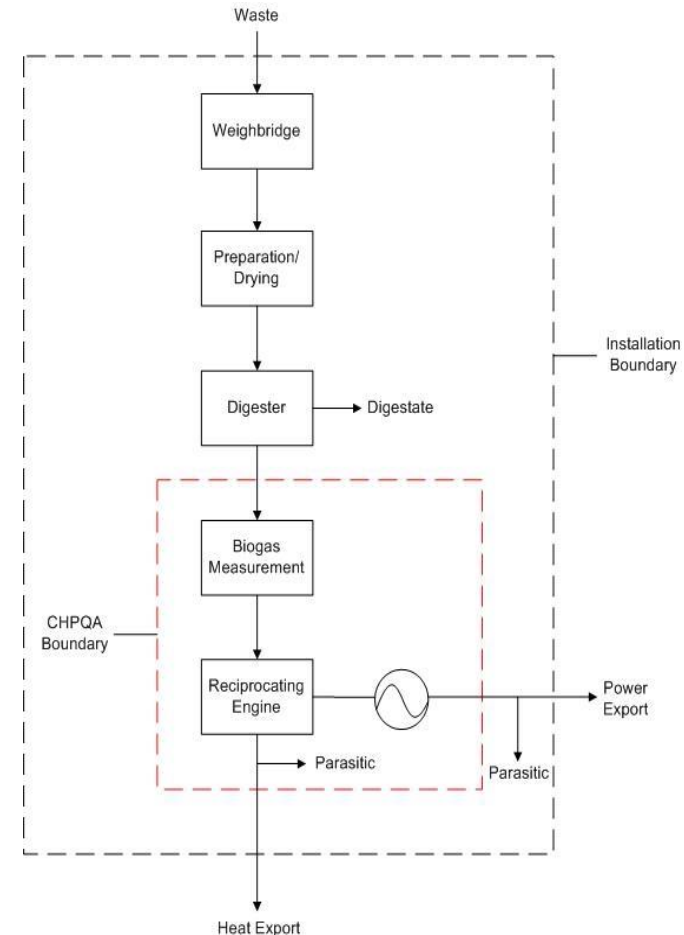 Waste
Weighbridge
Preparation/
Drying
Installation
Boundary
Digester
Digestate
Biogas
Measurement
CHPQA
Boundary
Reciprocating
Engine
Power
Export
Parasitic
Parasitic
Heat Export